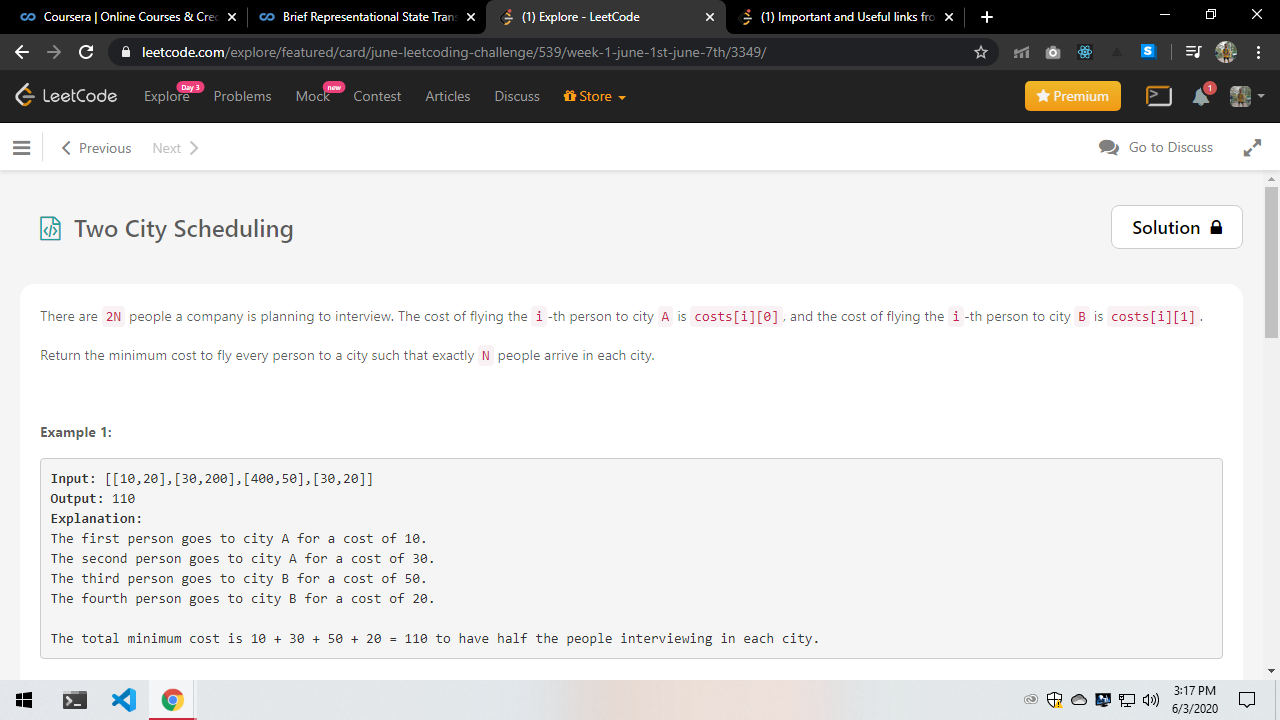 Coursera | Online Courses & Cred
Brief Representational State Trans
(1) Explore - LeetCode
(1) Important and Useful links fro
leetcode.com/explore/featured/card/june-leetcoding-challenge/539/week-1-june-1st-june-7th/3349/
LeetCode
Explore
Day 3
Problems
Mock
new
Contest
Articles
Discuss
Store
Premium
1
Previous
Next
Go to Discuss
Two City Scheduling
Solution
There are 2N people a company is planning to interview. The cost of flying the i -th person to city A is costs[i][0], and the cost of flying the i -th person to city B is costs[i][1].
Return the minimum cost to fly every person to a city such that exactly N people arrive in each city.
Example 1:
Input: [[10,20],[30,200],[400,50],[30,20]]
Output: 110
Explanation:
The first person goes to city A for a cost of 10.
The second person goes to city A for a cost of 30.
The third person goes to city B for a cost of 50.
The fourth person goes to city B for a cost of 20.
The total minimum cost is 10 + 30 + 50 + 20 = 110 to have half the people interviewing in each city.
3:17 PM
6/3/2020